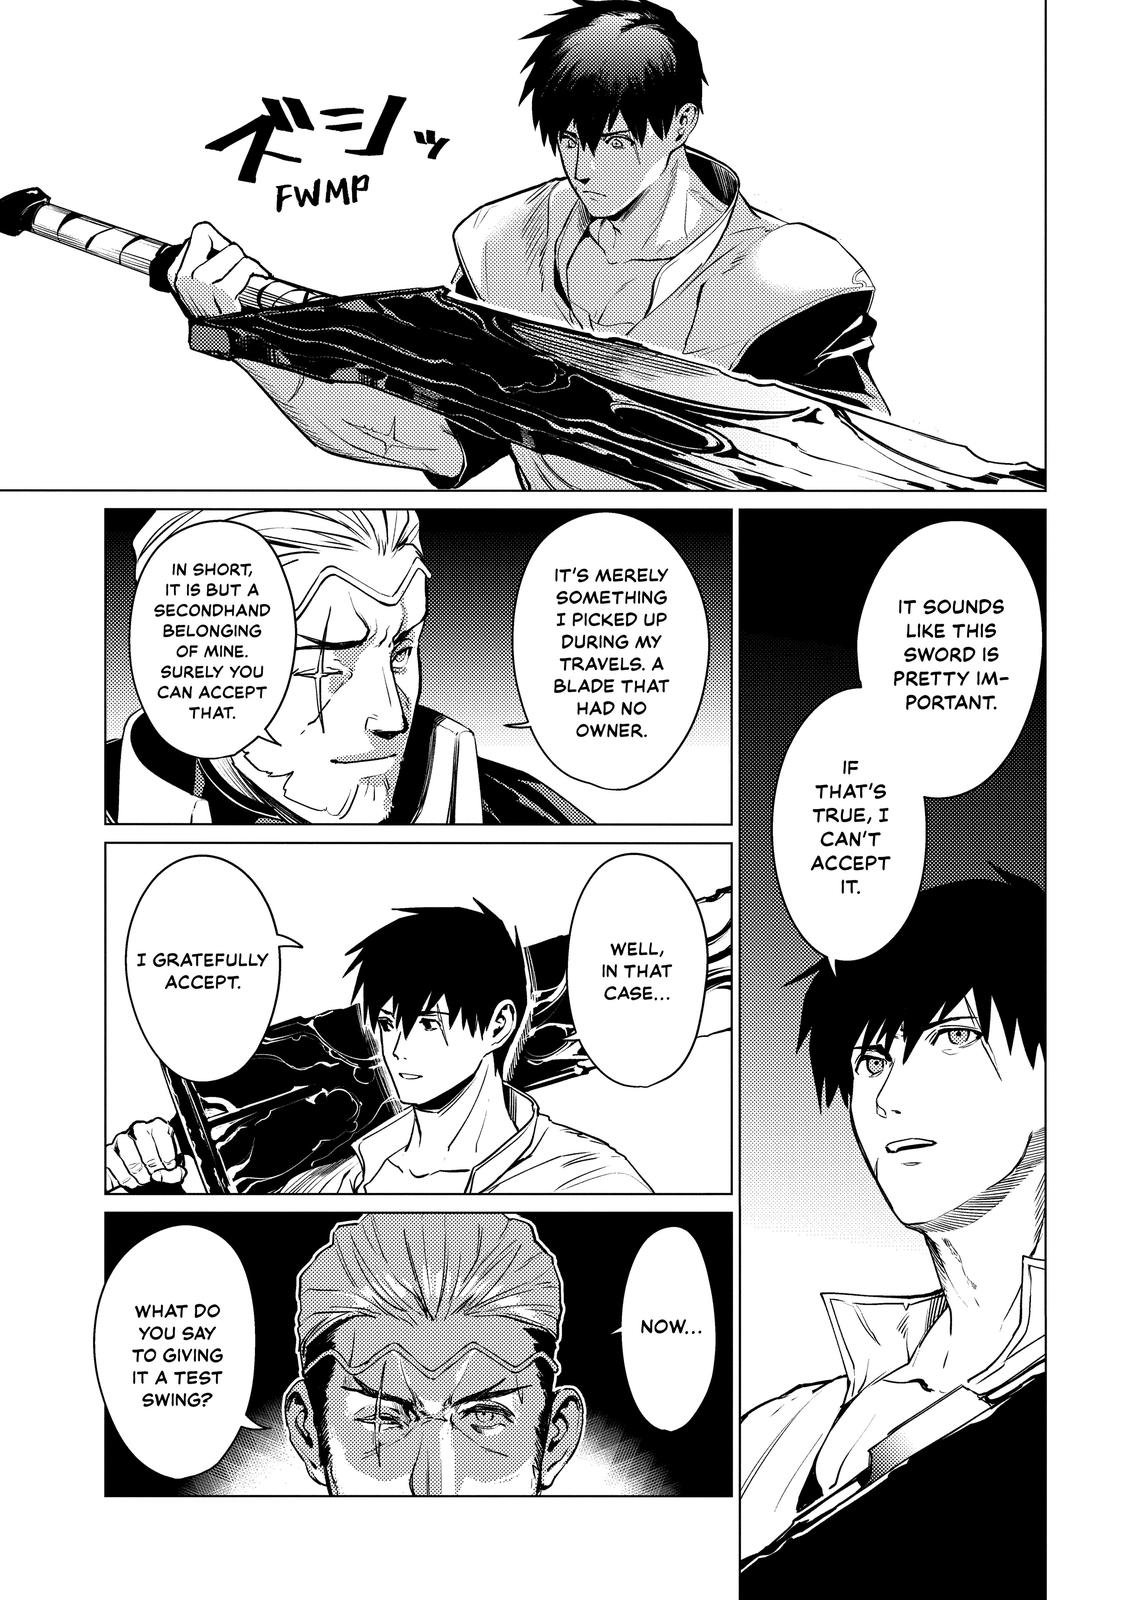 ズシッ
FWMP
IT SOUNDS
LIKE THIS
SWORD IS
PRETTY IM-
PORTANT.
IF
THAT'S
TRUE, I
CAN'T
ACCEPT
IT.
IT'S MERELY
SOMETHING
I PICKED UP
DURING MY
TRAVELS. A
BLADE THAT
HAD NO
OWNER.
IN SHORT,
IT IS BUT A
SECONDHAND
BELONGING
OF MINE.
SURELY YOU
CAN ACCEPT
THAT.
WELL,
IN THAT
CASE...
I GRATEFULLY
ACCEPT.
NOW...
WHAT DO
YOU SAY
TO GIVING
IT A TEST
SWING?